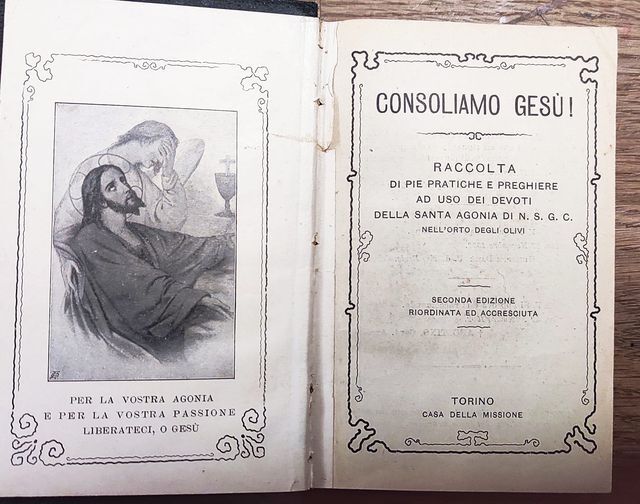 PER LA VOSTRA AGONIA
E PER LA VOSTRA PASSIONE
LIBERATECI, O GESÙ
CONSOLIAMO GESÙ!
RACCOLTA
DI PIE PRATICHE E PREGHIERE
AD USO DEI DEVOTI
DELLA SANTA AGONIA DI N. S. G. C.
NELL'ORTO DEGLI OLIVI
SECONDA EDIZIONE
RIORDINATA ED ACCRESCIUTA
TORINO
CASA DELLA MISSIONE